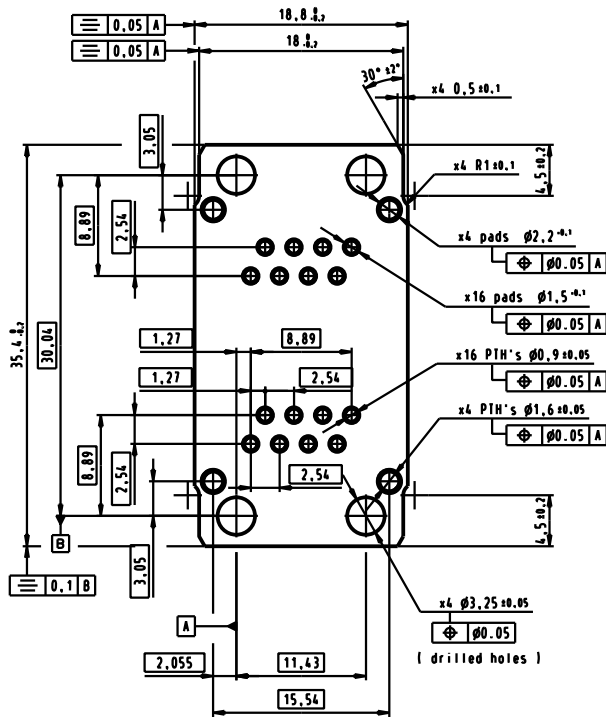 0,05 A
18,8 0 -0.2
0,05 A
18 0 -0.2
30° ±2°
x4 0,5 ±0,1
3,05
4,5 ±0,2
x4 R1 ±0,1
8,89
2,54
x4 pads Ø2,2 -0,1
Ø0.05 A
x16 pads Ø1,5 -0,1
Ø0.05 A
35,4 0 -0.2
30,04
1,27
8,89
x16 PTH's Ø0,9 ±0,05
Ø0.05 A
1,27
2,54
x4 PTH's Ø1,6 ±0,05
Ø0.05 A
8,89
2,54
2,54
4,5 ±0,2
B
3,05
0,1 B
x4 Ø3,25 ±0,05
Ø0.05
( drilled holes )
A
2,055
11,43
15,54